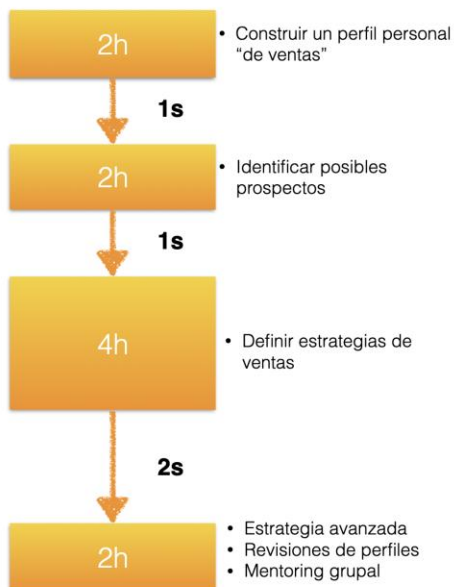 2h
• Construir un perfil personal
“de ventas”
1s
2h
• Identificar posibles
prospectos
1s
4h
• Definir estrategias de
ventas
2s
2h
• Estrategia avanzada
• Revisiones de perfiles
• Mentoring grupal